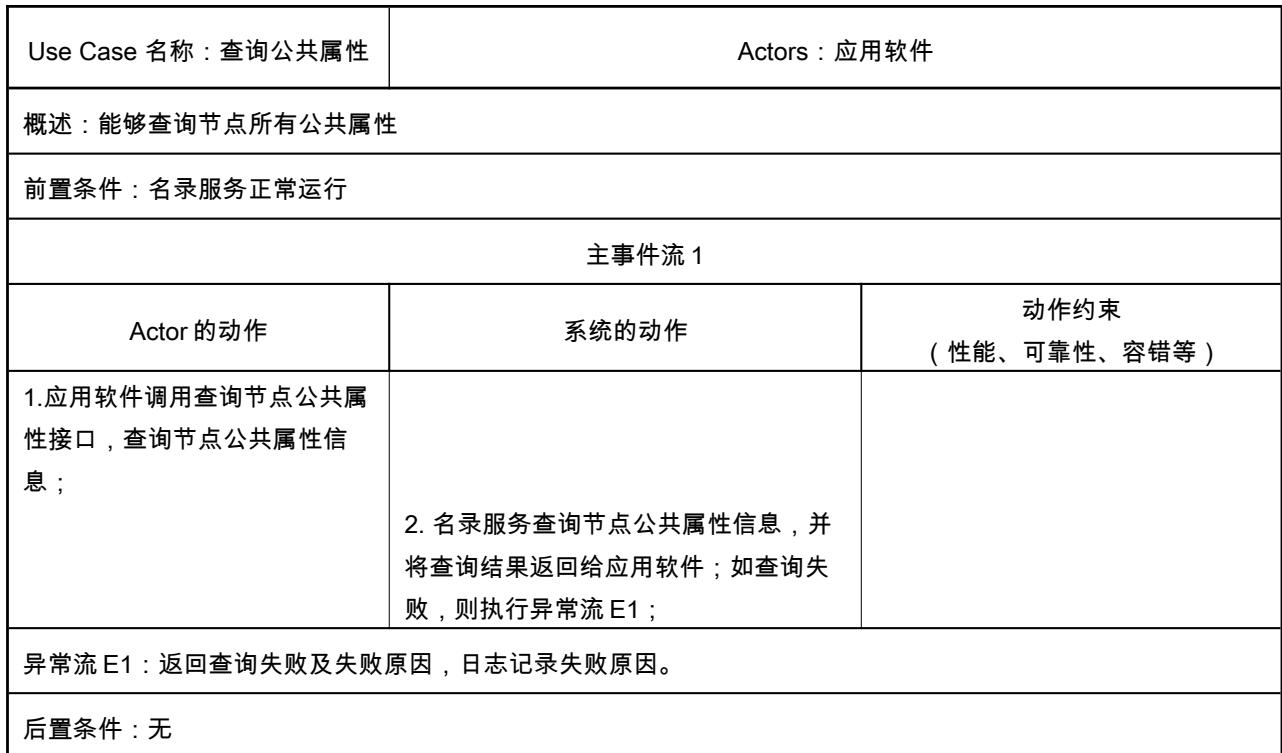 Use Case 名称：查询公共属性
Actors：应用软件
概述：能够查询节点所有公共属性
前置条件：名录服务正常运行
主事件流 1
Actor 的动作
系统的动作
动作约束
（性能、可靠性、容错等）
1.应用软件调用查询节点公共属
性接口，查询节点公共属性信
息；
2. 名录服务查询节点公共属性信息，并
将查询结果返回给应用软件；如查询失
败，则执行异常流 E1；
异常流 E1：返回查询失败及失败原因，日志记录失败原因。
后置条件：无